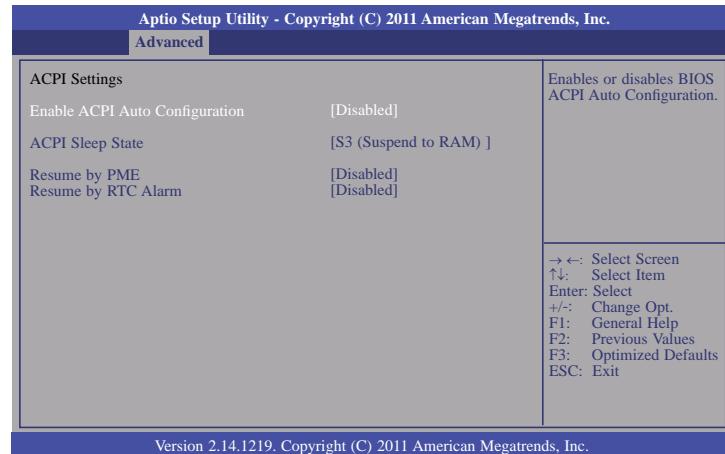 Aptio Setup Utility - Copyright (C) 2011 American Megatrends, Inc.
Advanced
ACPI Settings
Enable ACPI Auto Configuration [Disabled]
ACPI Sleep State [S3 (Suspend to RAM) ]
Resume by PME [Disabled]
Resume by RTC Alarm [Disabled]
Enables or disables BIOS
ACPI Auto Configuration.
→ ←: Select Screen
↑↓: Select Item
Enter: Select
+/-: Change Opt.
F1: General Help
F2: Previous Values
F3: Optimized Defaults
ESC: Exit
Version 2.14.1219. Copyright (C) 2011 American Megatrends, Inc.